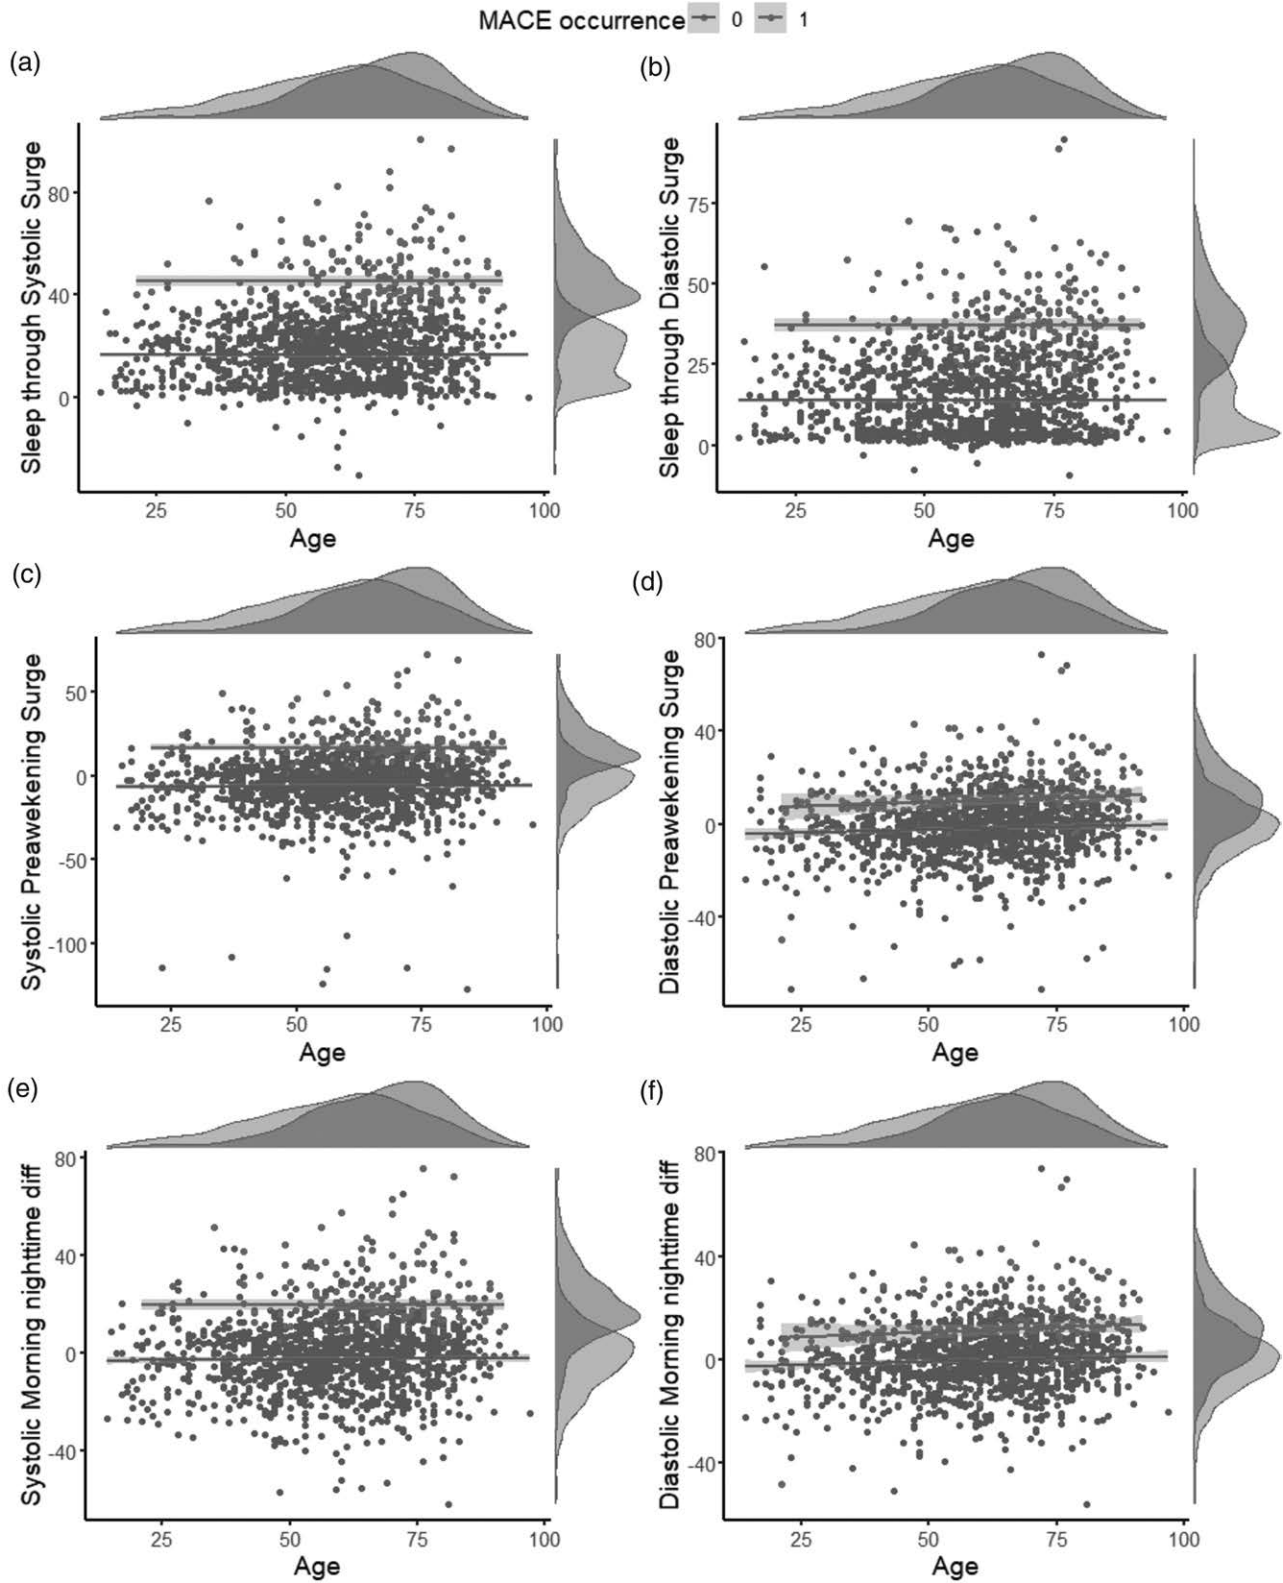 MACE occurrence 0 1
(a)
Sleep through Systolic Surge
80
40
0
25 50 75 100
Age
(b)
Sleep through Diastolic Surge
75
50
25
0
25 50 75 100
Age
(c)
Systolic Preawekening Surge
50
0
-50
-100
25 50 75 100
Age
(d)
Diastolic Preawekening Surge
80
40
0
-40
25 50 75 100
Age
(e)
Systolic Morning nighttime diff
80
40
0
-40
25 50 75 100
Age
(f)
Diastolic Morning nighttime diff
80
40
0
-40
25 50 75 100
Age